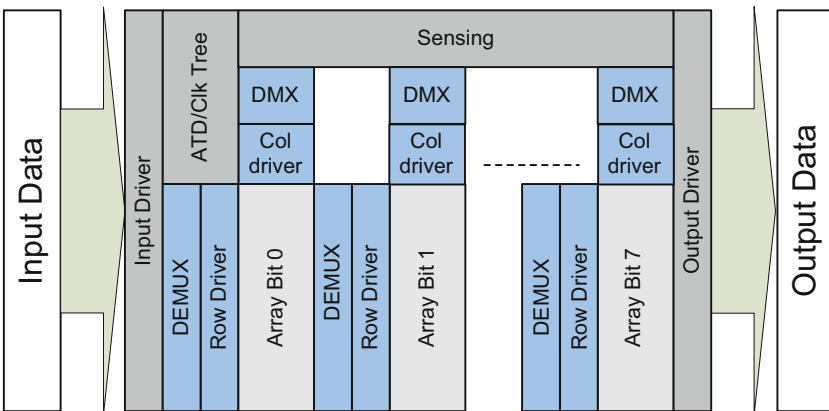 Input Data
Input Driver
ATD/Clk Tree
Sensing
DMX
DMX
DMX
Col
driver
Col
driver
Col
driver
DEMUX
Row Driver
Array Bit 0
DEMUX
Row Driver
Array Bit 1
DEMUX
Row Driver
Array Bit 7
Output Driver
Output Data